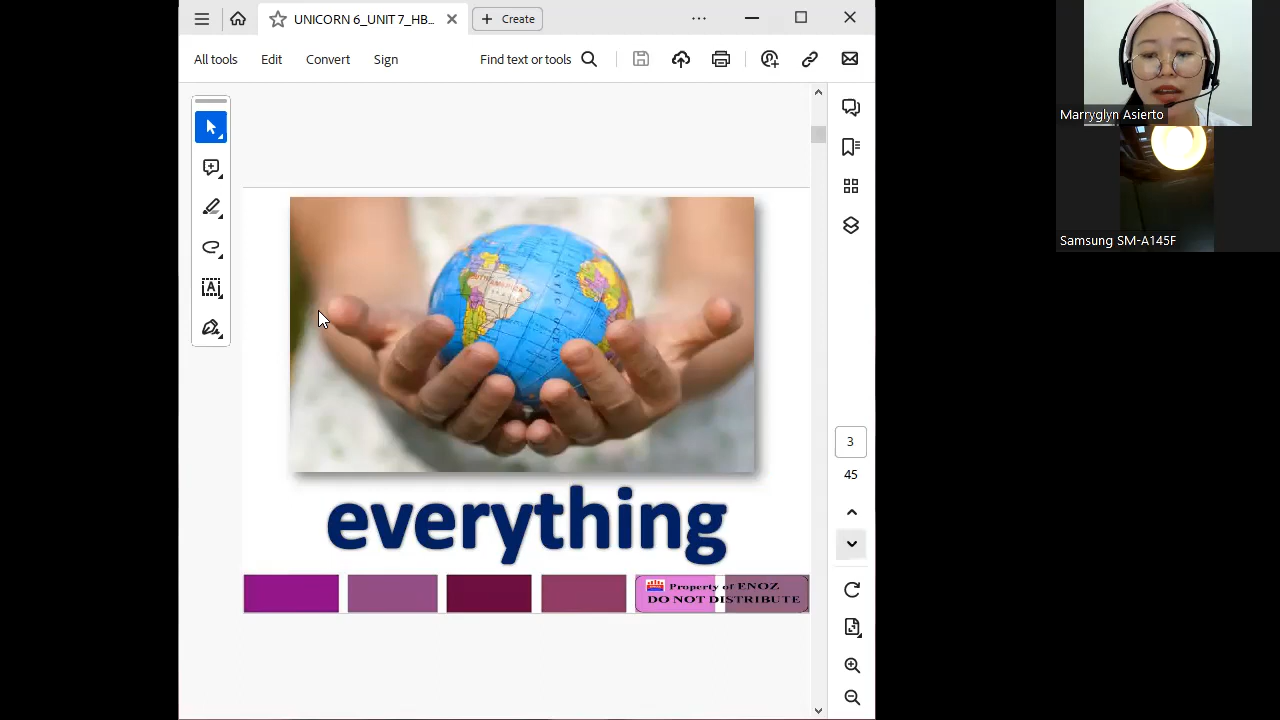 UNICORN 6_UNIT 7_HB...
Create
All tools
Edit
Convert
Sign
Find text or tools
Marryglyn Asierto
Samsung SM-A145F
everything
Property of ENOZ
DO NOT DISTRIBUTE
3
45